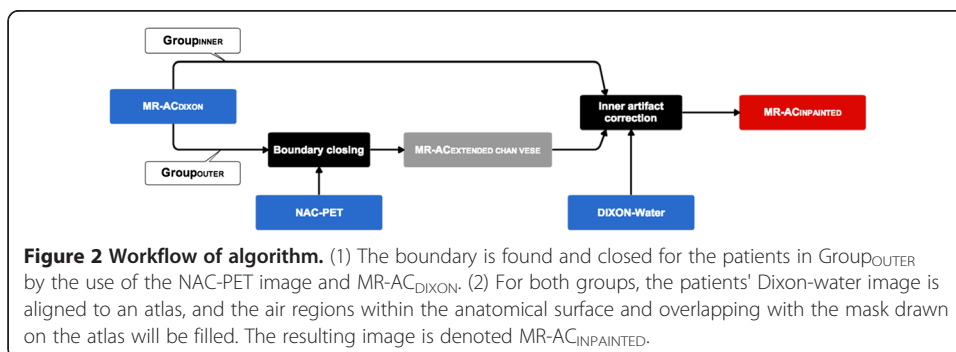 GroupINNER
MR-ACDIXON
Inner artifact
correction
MR-ACINPAINTED
Boundary closing
MR-ACEXTENDED CHAN VESE
GroupOUTER
NAC-PET
DIXON-Water
Figure 2 Workflow of algorithm. (1) The boundary is found and closed for the patients in GroupOUTER
by the use of the NAC-PET image and MR-ACDIXON. (2) For both groups, the patients' Dixon-water image is
aligned to an atlas, and the air regions within the anatomical surface and overlapping with the mask drawn
on the atlas will be filled. The resulting image is denoted MR-ACINPAINTED.